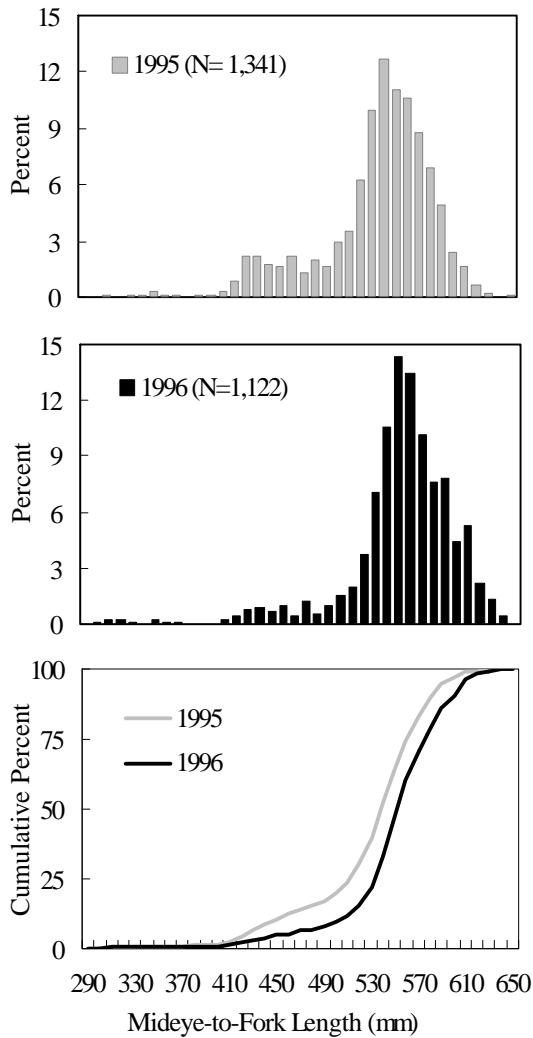 15
12
9
6
3
0
Percent
1995 (N= 1,341)
15
12
9
6
3
0
Percent
1996 (N=1,122)
100
75
50
25
0
Cumulative Percent
1995
1996
290 330 370 410 450 490 530 570 610 650
Mideye-to-Fork Length (mm)